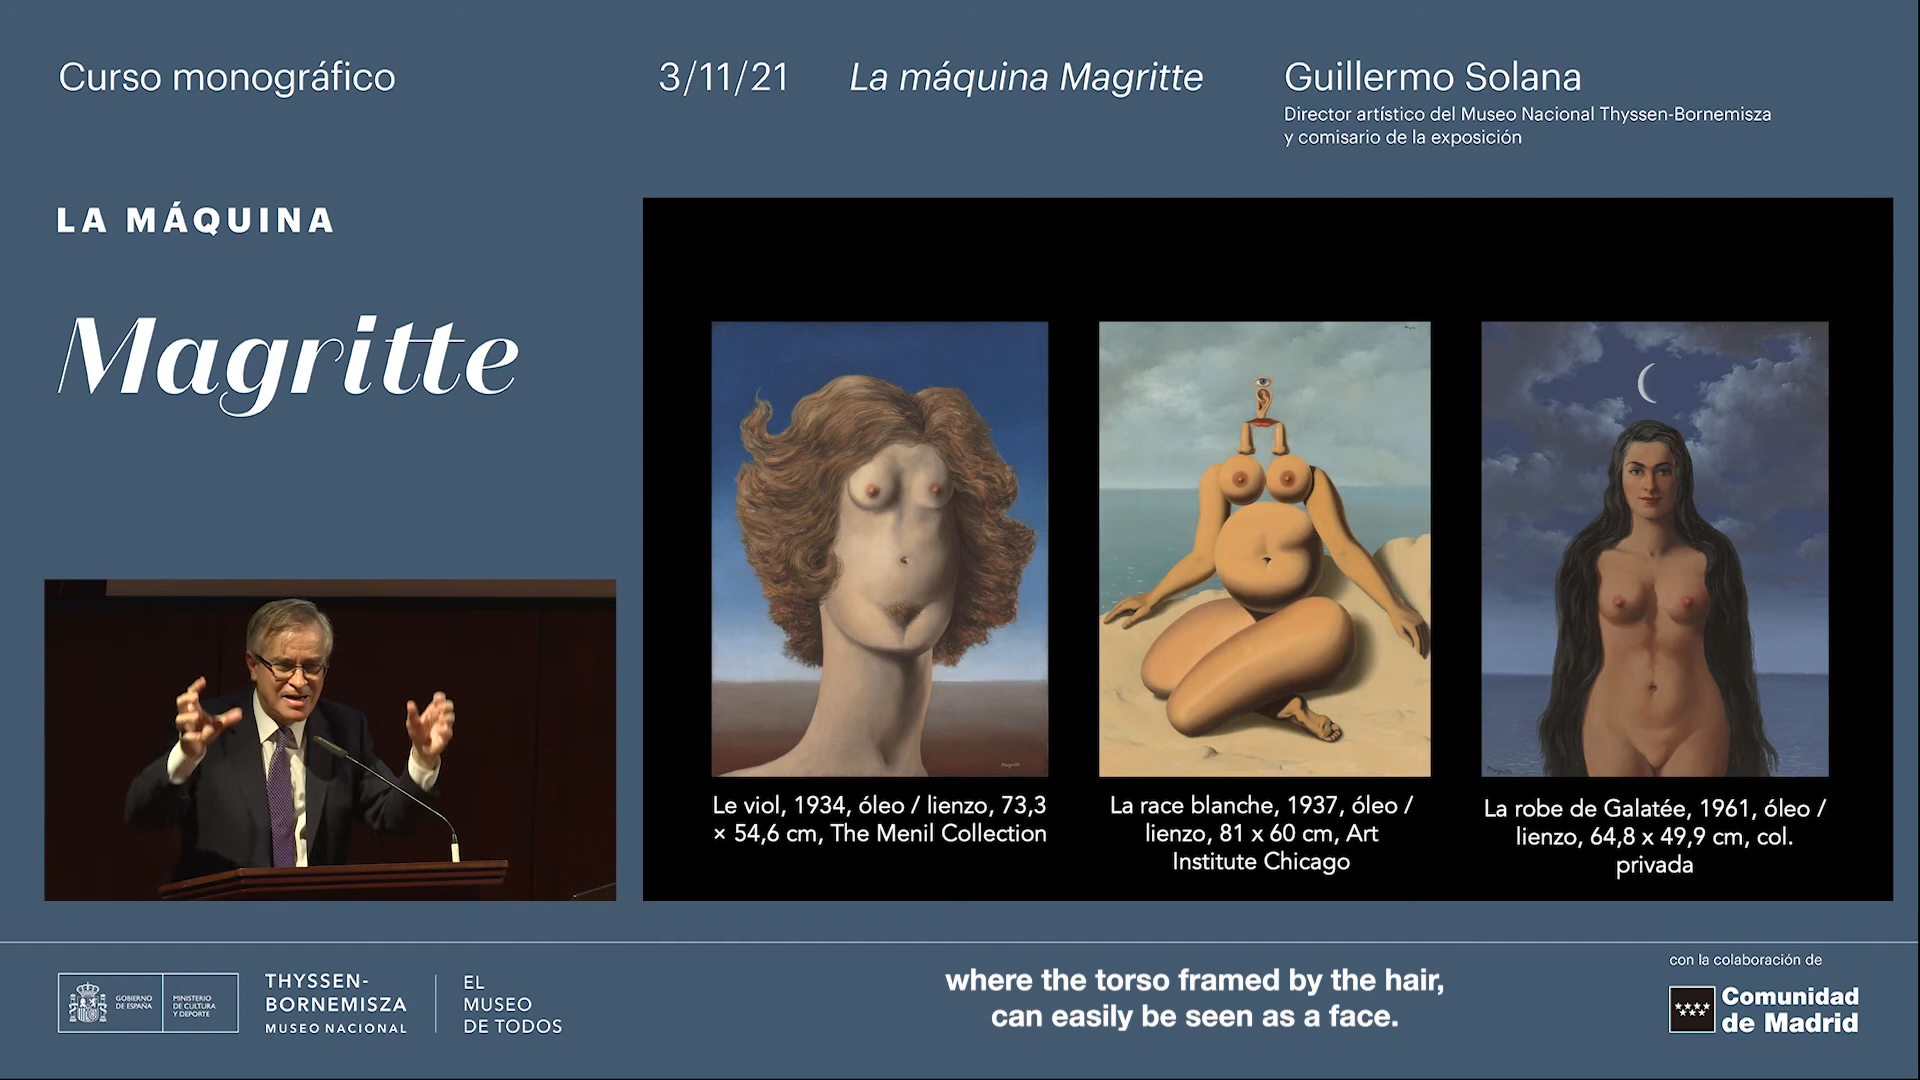 Curso monográfico
3/11/21
La máquina Magritte
Guillermo Solana
Director artístico del Museo Nacional Thyssen-Bornemisza
y comisario de la exposición
LA MÁQUINA
Magritte
Le viol, 1934, óleo / lienzo, 73,3
× 54,6 cm, The Menil Collection
La race blanche, 1937, óleo /
lienzo, 81 x 60 cm, Art
Institute Chicago
La robe de Galatée, 1961, óleo /
lienzo, 64,8 x 49,9 cm, col.
privada
GOBIERNO
DE ESPAÑA
MINISTERIO
DE CULTURA
Y DEPORTE
THYSSEN-
BORNEMISZA
MUSEO NACIONAL
EL
MUSEO
DE TODOS
where the torso framed by the hair,
can easily be seen as a face.
con la colaboración de
Comunidad
de Madrid